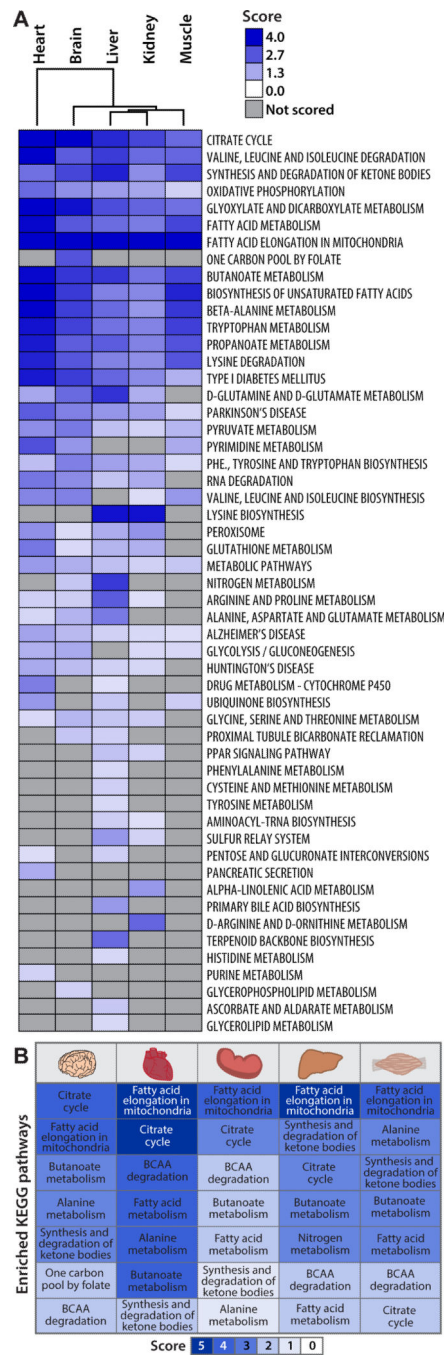 A
Heart
Brain
Liver
Kidney
Muscle
Score
4.0
2.7
1.3
0.0
Not scored
CITRATE CYCLE
VALINE, LEUCINE AND ISOLEUCINE DEGRADATION
SYNTHESIS AND DEGRADATION OF KETONE BODIES
OXIDATIVE PHOSPHORYLATION
GLYOXYLATE AND DICARBOXYLATE METABOLISM
FATTY ACID METABOLISM
FATTY ACID ELONGATION IN MITOCHONDRIA
ONE CARBON POOL BY FOLATE
BUTANOATE METABOLISM
BIOSYNTHESIS OF UNSATURATED FATTY ACIDS
BETA-ALANINE METABOLISM
TRYPTOPHAN METABOLISM
PROPANOATE METABOLISM
LYSINE DEGRADATION
TYPE I DIABETES MELLITUS
D-GLUTAMINE AND D-GLUTAMATE METABOLISM
PARKINSON'S DISEASE
PYRUVATE METABOLISM
PYRIMIDINE METABOLISM
PHE., TYROSINE AND TRYPTOPHAN BIOSYNTHESIS
RNA DEGRADATION
VALINE, LEUCINE AND ISOLEUCINE BIOSYNTHESIS
LYSINE BIOSYNTHESIS
PEROXISOME
GLUTATHIONE METABOLISM
METABOLIC PATHWAYS
NITROGEN METABOLISM
ARGININE AND PROLINE METABOLISM
ALANINE, ASPARTATE AND GLUTAMATE METABOLISM
ALZHEIMER'S DISEASE
GLYCOLYSIS / GLUCONEOGENESIS
HUNTINGTON'S DISEASE
DRUG METABOLISM - CYTOCHROME P450
UBIQUINONE BIOSYNTHESIS
GLYCINE, SERINE AND THREONINE METABOLISM
PROXIMAL TUBULE BICARBONATE RECLAMATION
PPAR SIGNALING PATHWAY
PHENYLALANINE METABOLISM
CYSTEINE AND METHIONINE METABOLISM
TYROSINE METABOLISM
AMINOACYL-TRNA BIOSYNTHESIS
SULFUR RELAY SYSTEM
PENTOSE AND GLUCURONATE INTERCONVERSIONS
PANCREATIC SECRETION
ALPHA-LINOLENIC ACID METABOLISM
PRIMARY BILE ACID BIOSYNTHESIS
D-ARGININE AND D-ORNITHINE METABOLISM
TERPENOID BACKBONE BIOSYNTHESIS
HISTIDINE METABOLISM
PURINE METABOLISM
GLYCEROPHOSPHOLIPID METABOLISM
ASCORBATE AND ALDARATE METABOLISM
GLYCEROLIPID METABOLISM
B
Enriched KEGG pathways
Citrate
cycle
Fatty acid
elongation in
mitochondria
Fatty acid
elongation in
mitochondria
Fatty acid
elongation in
mitochondria
Fatty acid
elongation in
mitochondria
Fatty acid
elongation in
mitochondria
Citrate
cycle
Citrate
cycle
Synthesis and
degradation of
ketone bodies
Alanine
metabolism
Butanoate
metabolism
BCAA
degradation
BCAA
degradation
Citrate
cycle
Synthesis and
degradation of
ketone bodies
Alanine
metabolism
Fatty acid
metabolism
Butanoate
metabolism
Butanoate
metabolism
Butanoate
metabolism
Synthesis and
degradation of
ketone bodies
Alanine
metabolism
Fatty acid
metabolism
Nitrogen
metabolism
Fatty acid
metabolism
One carbon
pool by folate
Butanoate
metabolism
Synthesis and
degradation of
ketone bodies
BCAA
degradation
BCAA
degradation
BCAA
degradation
Synthesis and
degradation of
ketone bodies
Alanine
metabolism
Fatty acid
metabolism
Citrate
cycle
Score 5 4 3 2 1 0